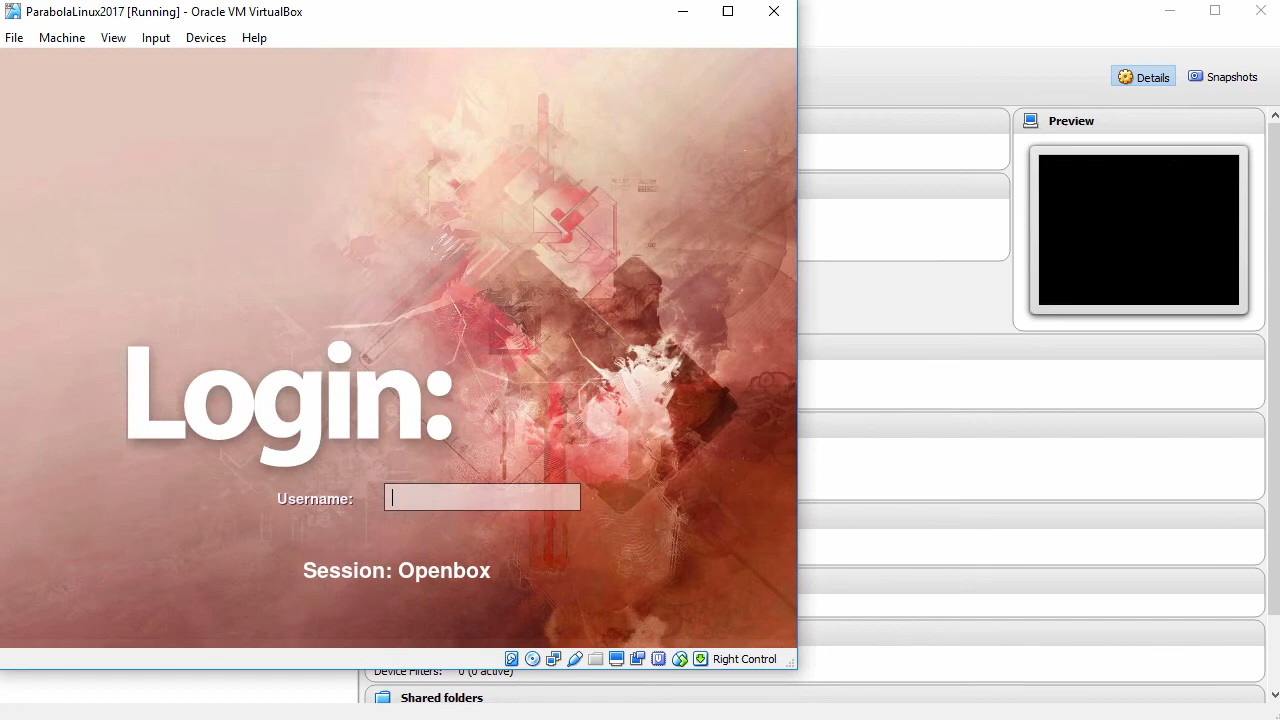 ParabolaLinux2017 [Running] - Oracle VM VirtualBox
File Machine View Input Devices Help
Details Snapshots
Preview
Login:
Username:
Session: Openbox
Right Control
Device Filters: 0 (0 active)
Shared folders